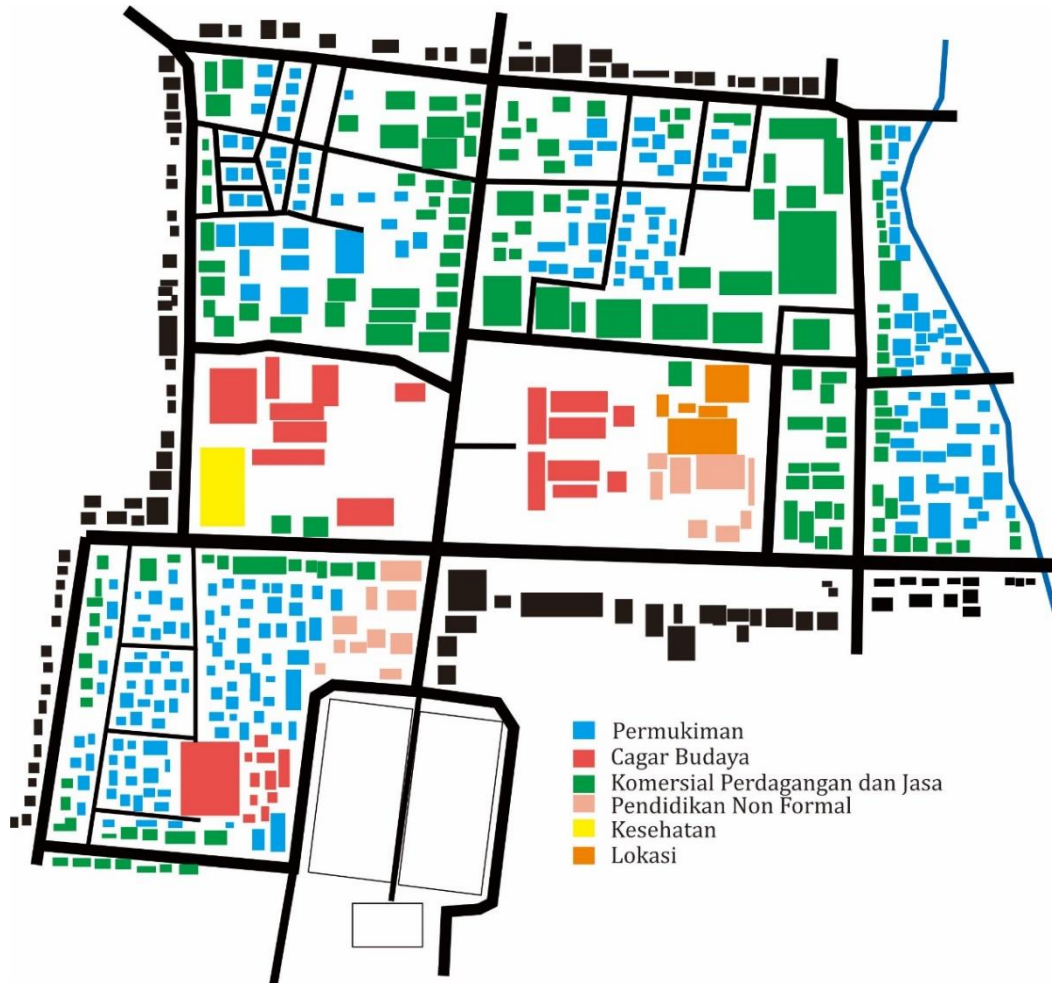 Permukiman
Cagar Budaya
Komersial Perdagangan dan Jasa
Pendidikan Non Formal
Kesehatan
Lokasi